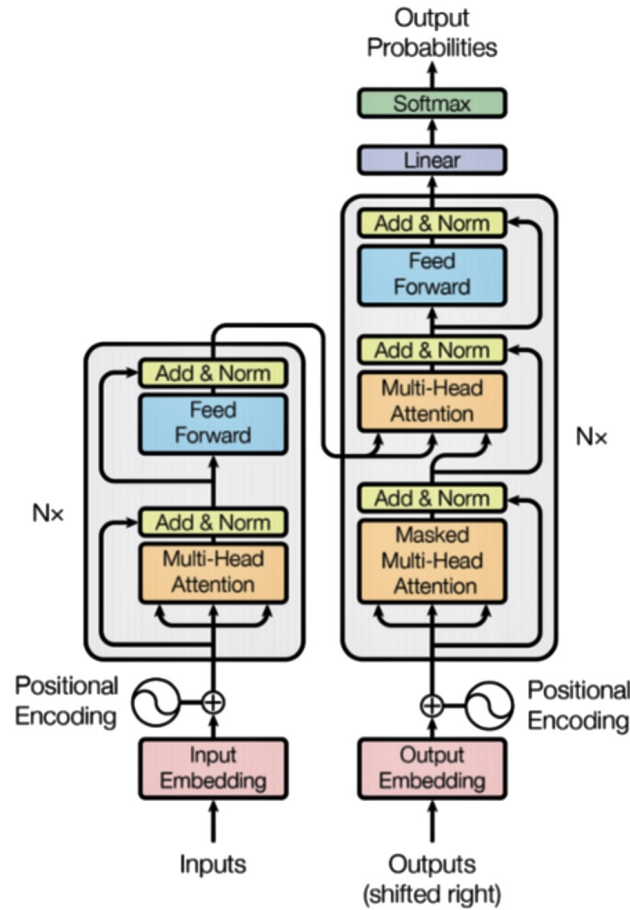 Output
Probabilities
Softmax
Linear
Add & Norm
Feed
Forward
Add & Norm
Multi-Head
Attention
Add & Norm
Masked
Multi-Head
Attention
Nx
Positional
Encoding
Output
Embedding
Outputs
(shifted right)
Add & Norm
Feed
Forward
Add & Norm
Multi-Head
Attention
Nx
Positional
Encoding
Input
Embedding
Inputs